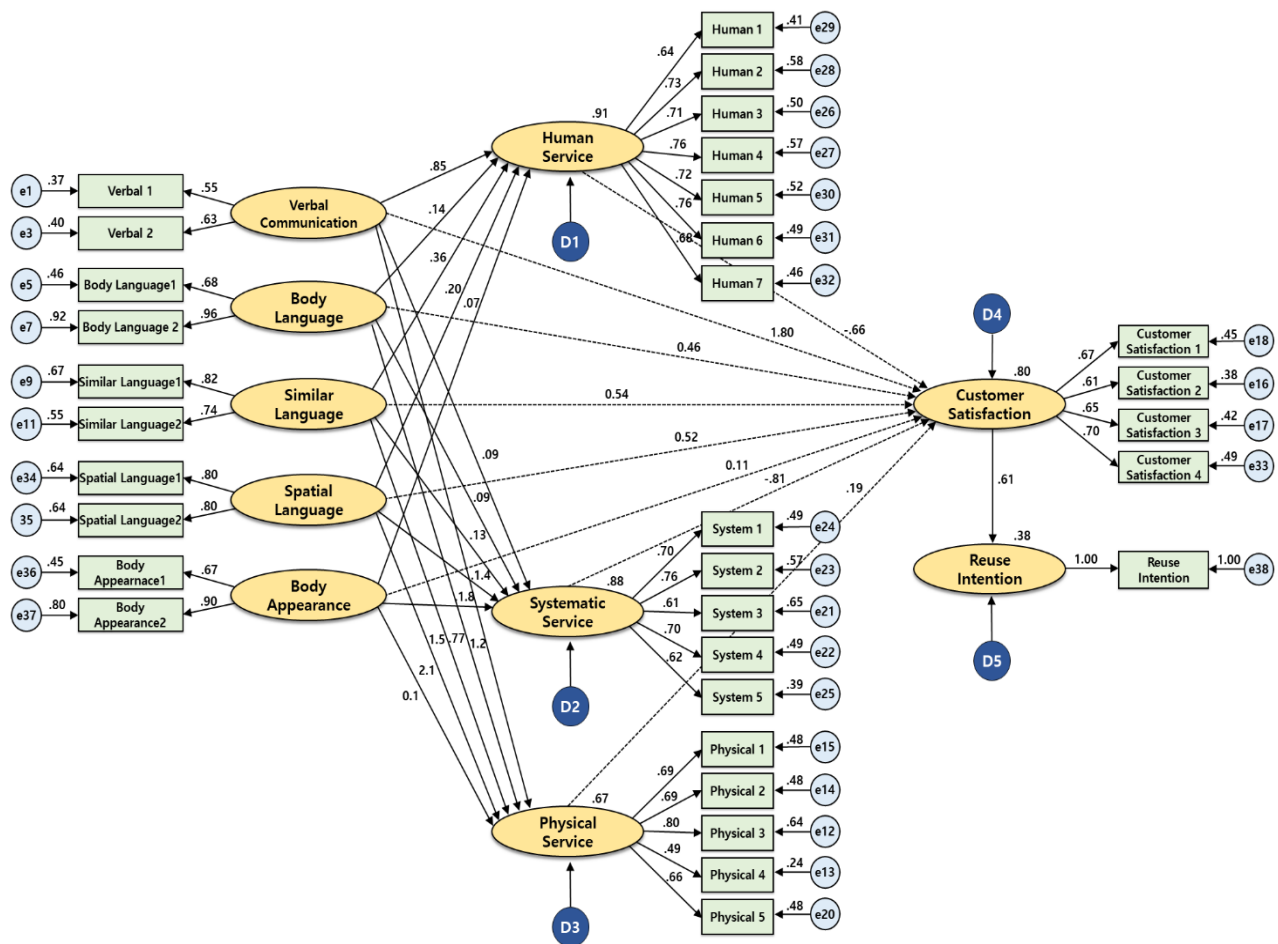 e1
.37
Verbal 1
.55
e3
.40
Verbal 2
.63
Verbal
Communication
e5
.46
Body Language1
.68
e7
.92
Body Language 2
.96
Body
Language
e9
.67
Similar Language1
.82
e11
.55
Similar Language2
.74
Similar
Language
e34
.64
Spatial Language1
.80
35
.64
Spatial Language2
.80
Spatial
Language
e36
.45
Body
Appearnace1
.67
e37
.80
Body
Appearance2
.90
Body
Appearance
.85
.14
.36
.20
.07
.09
.09
.13
1.4
.1.8
1.5
.77
1.2
2.1
0.1
.91
Human
Service
D1
.64
Human 1
.41
e29
.73
Human 2
.58
e28
.71
Human 3
.50
e26
.76
Human 4
.57
e27
.72
Human 5
.52
e30
.76
Human 6
.49
e31
.68
Human 7
.46
e32
-.66
1.80
0.46
0.54
0.52
0.11
-.81
.19
.88
Systematic
Service
D2
.70
System 1
.49
e24
.76
System 2
.57
e23
.61
System 3
.65
e21
.70
System 4
.49
e22
.62
System 5
.39
e25
.67
Physical
Service
D3
.69
Physical 1
.48
e15
.69
Physical 2
.48
e14
.80
Physical 3
.64
e12
.49
Physical 4
.24
e13
.66
Physical 5
.48
e20
D4
.80
Customer
Satisfaction
.67
Customer
Satisfaction 1
.45
e18
.61
Customer
Satisfaction 2
.38
e16
.65
Customer
Satisfaction 3
.42
e17
.70
Customer
Satisfaction 4
.49
e33
.61
.38
Reuse
Intention
1.00
Reuse
Intention
1.00
e38
D5